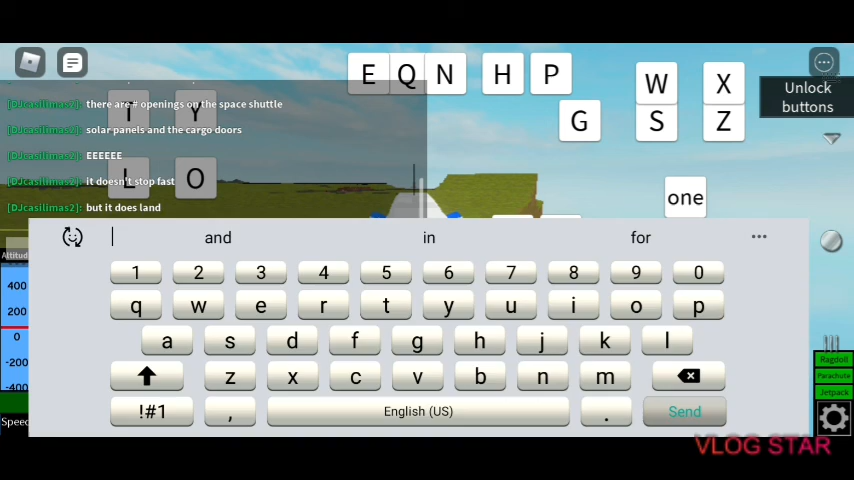 E Q N H P
W X
G S Z
Unlock
buttons
T Y
L O
one
[DJcasilimas2]: there are # openings on the space shuttle
[DJcasilimas2]: solar panels and the cargo doors
[DJcasilimas2]: EEEEEE
[DJcasilimas2]: it doesn't stop fast
[DJcasilimas2]: but it does land
and in for
1 2 3 4 5 6 7 8 9 0
q w e r t y u i o p
a s d f g h j k l
z x c v b n m
!#1 , English (US) . Send
Altitud
400
200
0
-200
-400
Speed
Ragdoll
Parachute
Jetpack
VLOG STAR